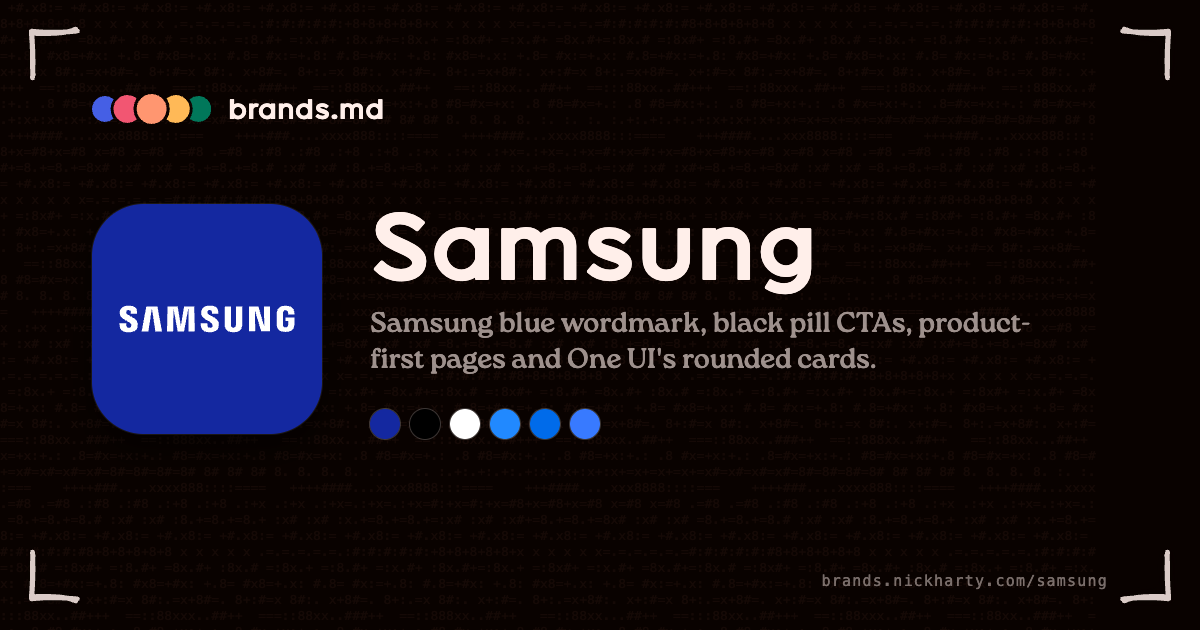 brands.md
SAMSUNG
Samsung
Samsung blue wordmark, black pill CTAs, product-
first pages and One UI's rounded cards.
brands.nickharty.com/samsung